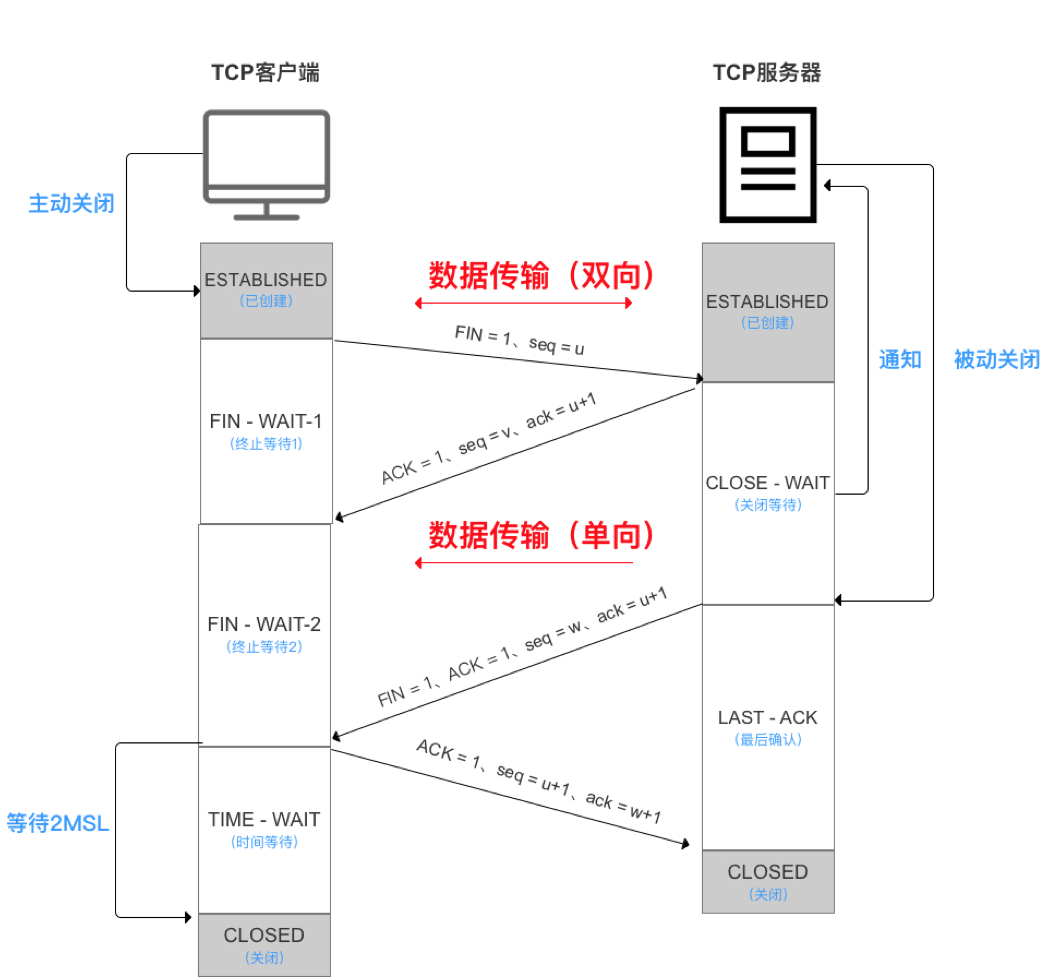 TCP客户端
TCP服务器
主动关闭
ESTABLISHED
（已创建）
数据传输（双向）
ESTABLISHED
（已创建）
FIN = 1、seq = u
通知
被动关闭
FIN - WAIT-1
（终止等待1）
ACK = 1、seq = v、ack = u+1
CLOSE - WAIT
（关闭等待）
数据传输（单向）
FIN - WAIT-2
（终止等待2）
FIN = 1、ACK = 1、seq = w、ack = u+1
LAST - ACK
（最后确认）
ACK = 1、seq = u+1、ack = w+1
等待2MSL
TIME - WAIT
（时间等待）
CLOSED
（关闭）
CLOSED
（关闭）